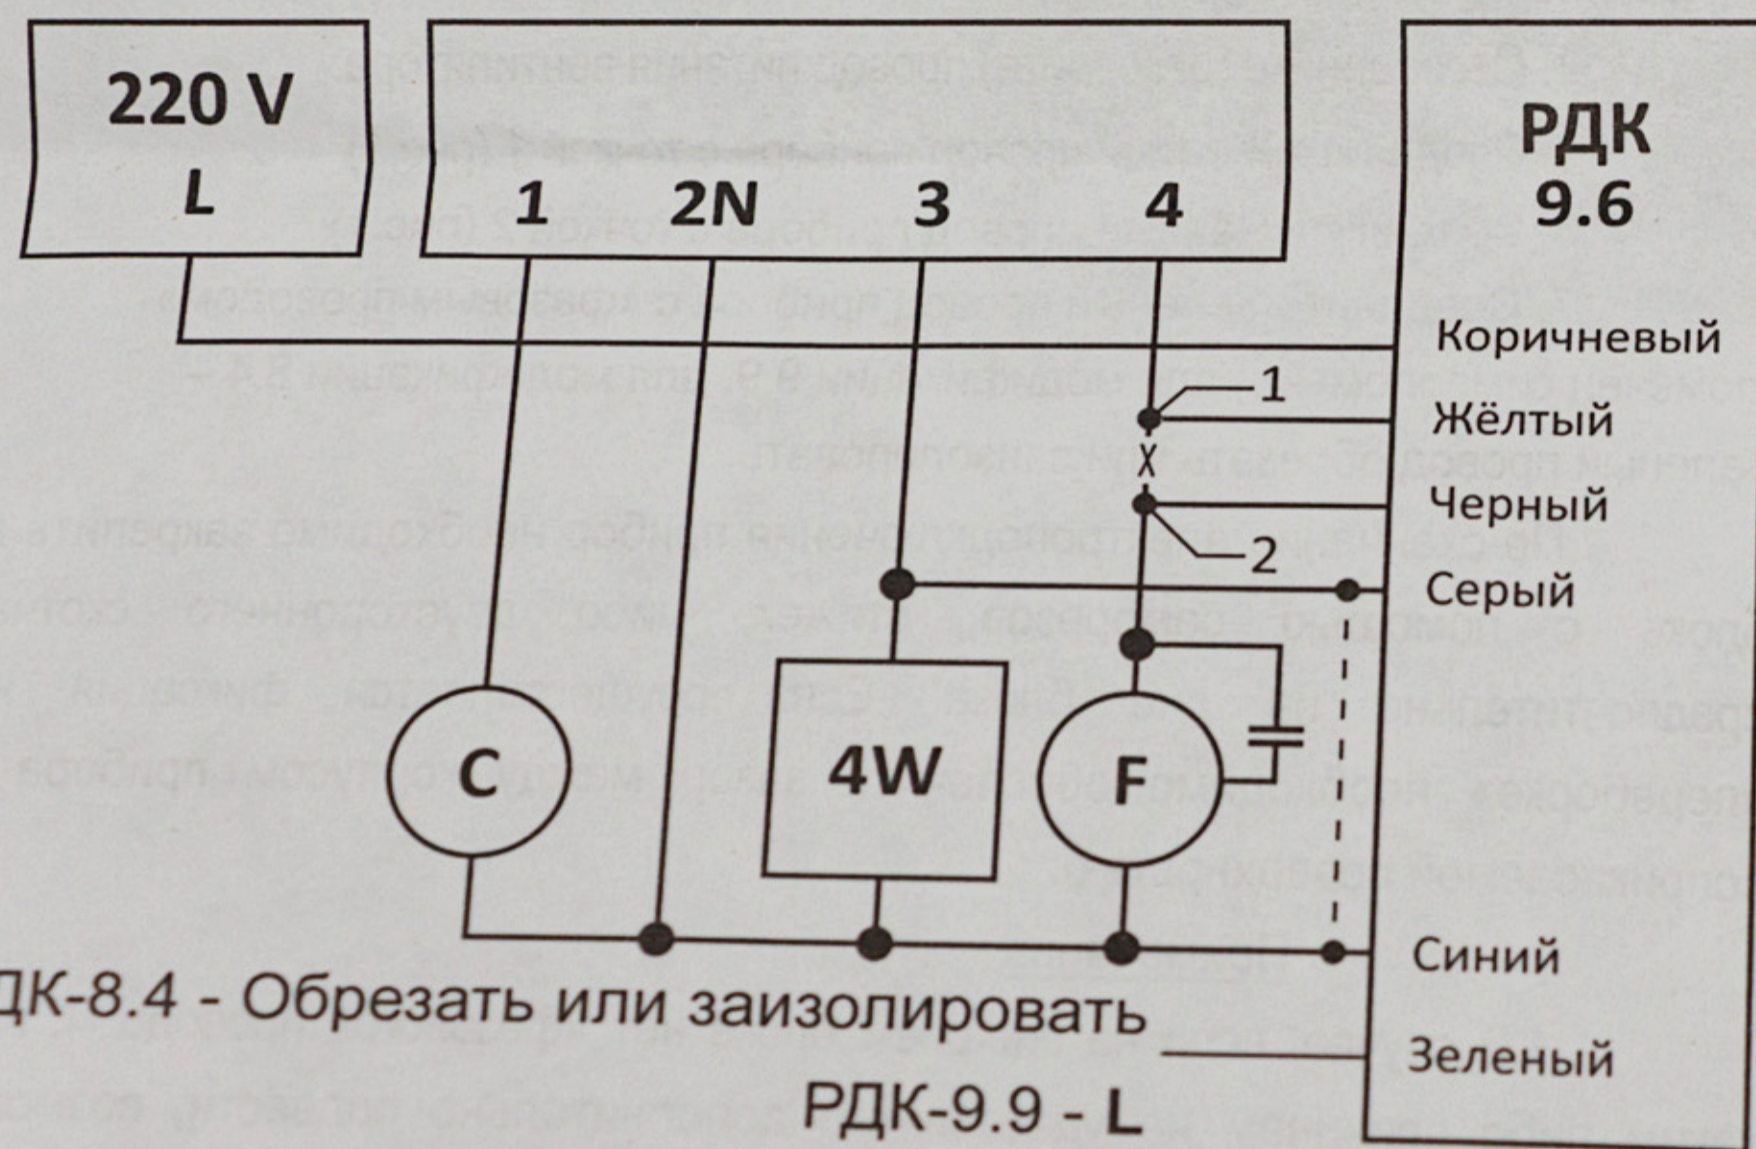 220 V
L
1 2N 3 4
РДК
9.6
Коричневый
1
Жёлтый
X
Черный
2
Серый
C
4W
F
Синий
ДК-8.4 - Обрезать или заизолировать
Зеленый
РДК-9.9 - L